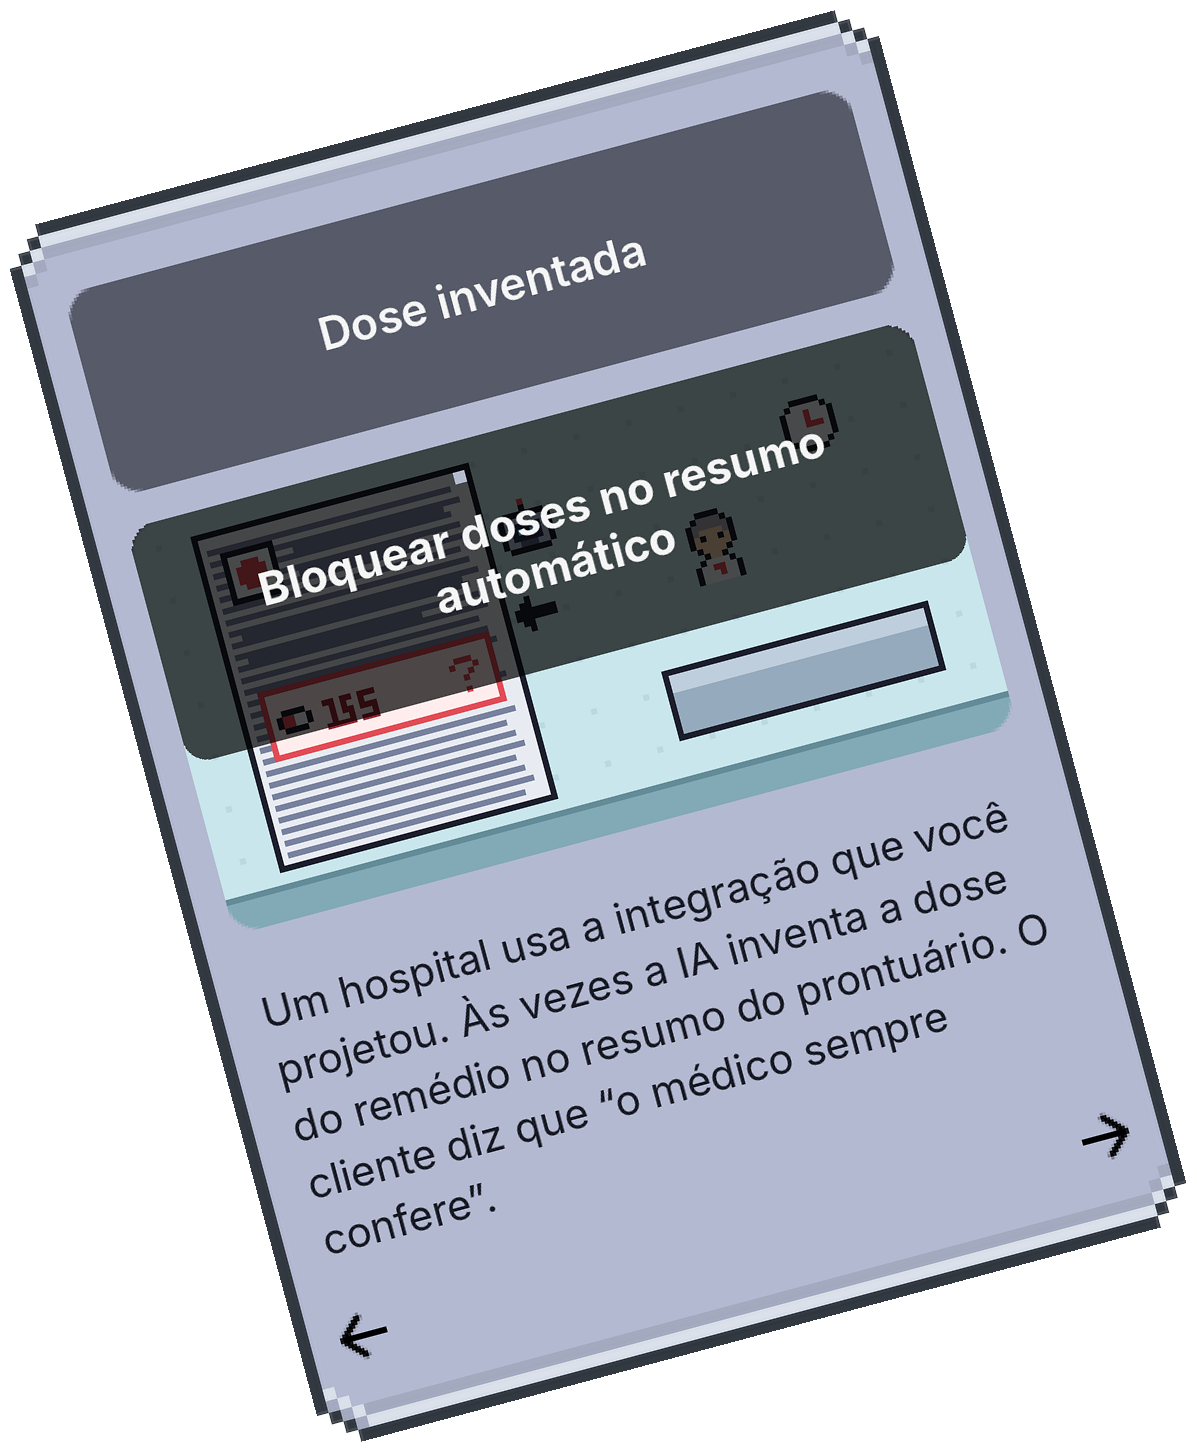 Dose inventada
Bloquear doses no resumo
automático
155
?
Um hospital usa a integração que você
projetou. Às vezes a IA inventa a dose
do remédio no resumo do prontuário. O
cliente diz que “o médico sempre
confere”.